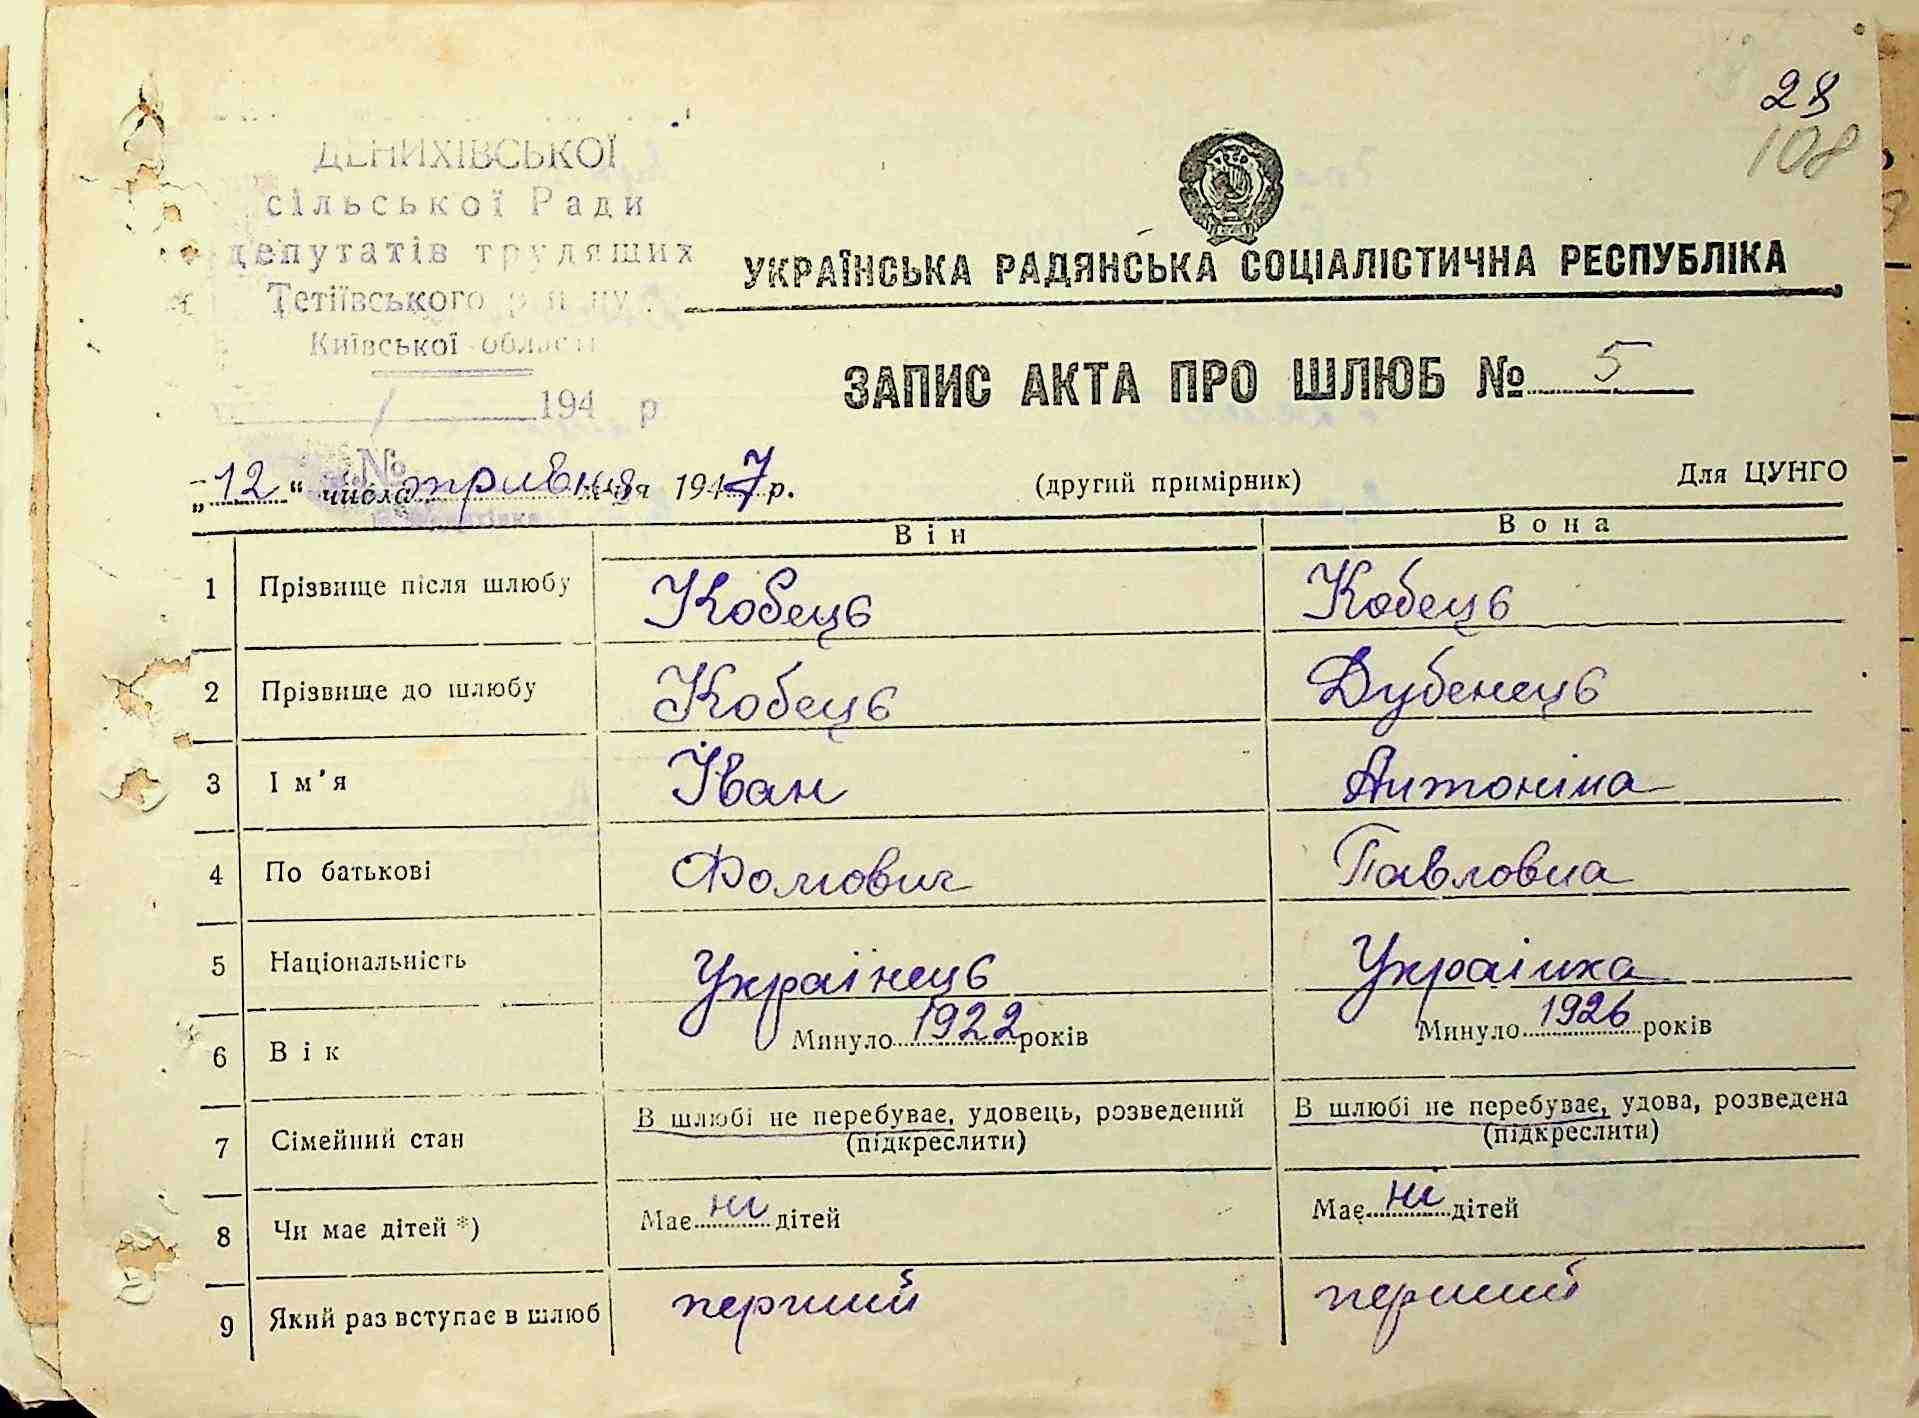 28
108
ДЕНИХІВСЬКОЇ
сільської Ради
депутатів трудящих
Тетіївського р-ну
Київської області
194 р
№
УКРАЇНСЬКА РАДЯНСЬКА СОЦІАЛІСТИЧНА РЕСПУБЛІКА
ЗАПИС АКТА ПРО ШЛЮБ № 5
„12“ числа травня 1947 р.
(другий примірник)
Для ЦУНГО
Він Вона
1 Прізвище після шлюбу Кобець Кобець
2 Прізвище до шлюбу Кобець Дубенець
3 Ім'я Іван Антоніна
4 По батькові Фомович Павловна
5 Національність Українець Українка
6 Вік Минуло 1922 років Минуло 1926 років
7 Сімейний стан В шлюбі не перебуває, удовець, розведений (підкреслити) В шлюбі не перебуває, удова, розведена (підкреслити)
8 Чи має дітей *) Має ні дітей Має ні дітей
9 Який раз вступає в шлюб перший перший